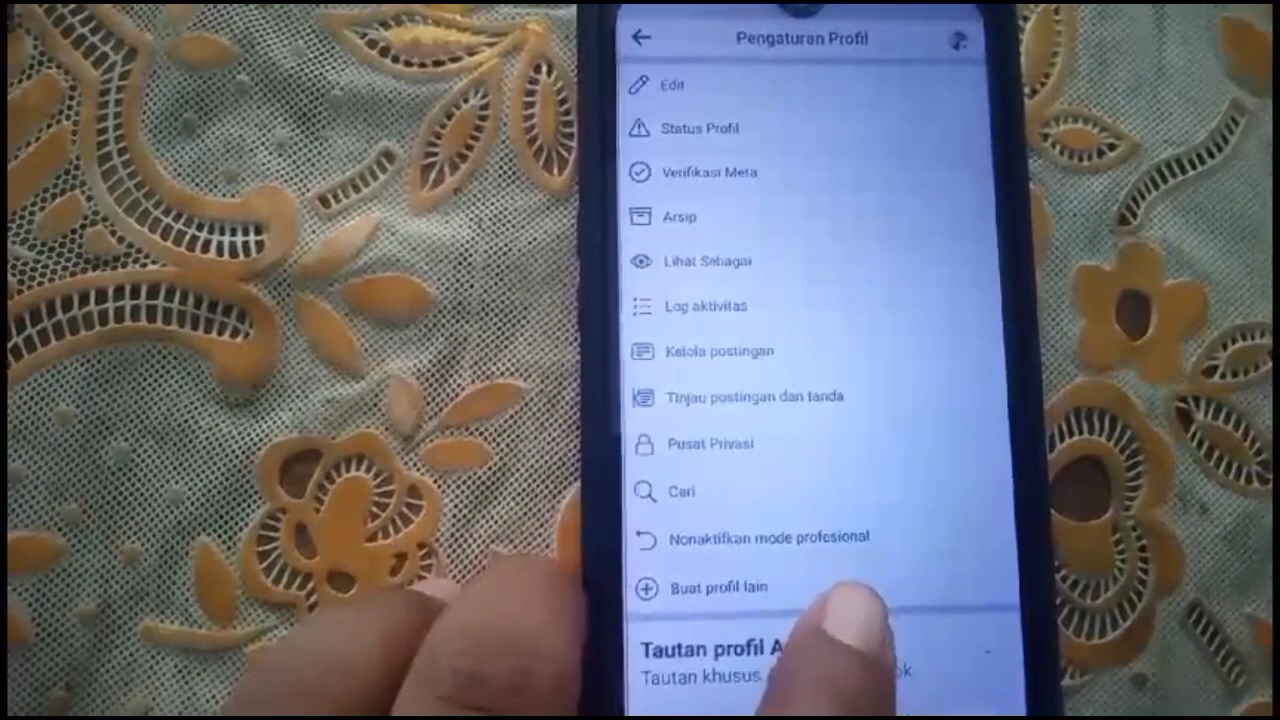 Pengaturan Profil
Edit
Status Profil
Verifikasi Meta
Arsip
Lihat Sebagai
Log aktivitas
Kelola postingan
Tinjau postingan dan tanda
Pusat Privasi
Cari
Nonaktifkan mode profesional
Buat profil lain
Tautan profil A
Tautan khusus ok